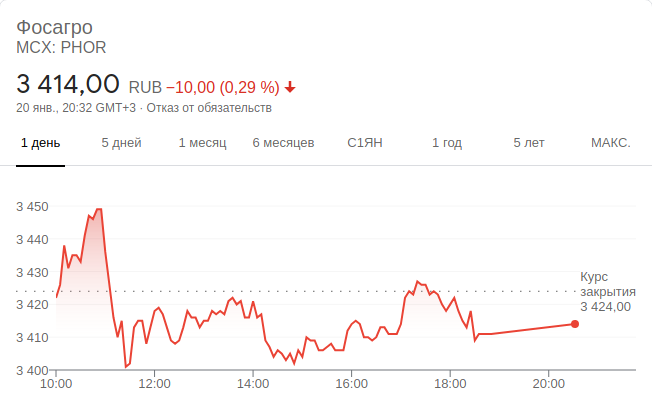 Фосагро
MCX: PHOR
3 414,00 RUB −10,00 (0,29 %)
20 янв., 20:32 GMT+3 · Отказ от обязательств
1 день 5 дней 1 месяц 6 месяцев С1ЯН 1 год 5 лет МАКС.
3 450
3 440
3 430
3 420
3 410
3 400
Курс
закрытия
3 424,00
10:00 12:00 14:00 16:00 18:00 20:00